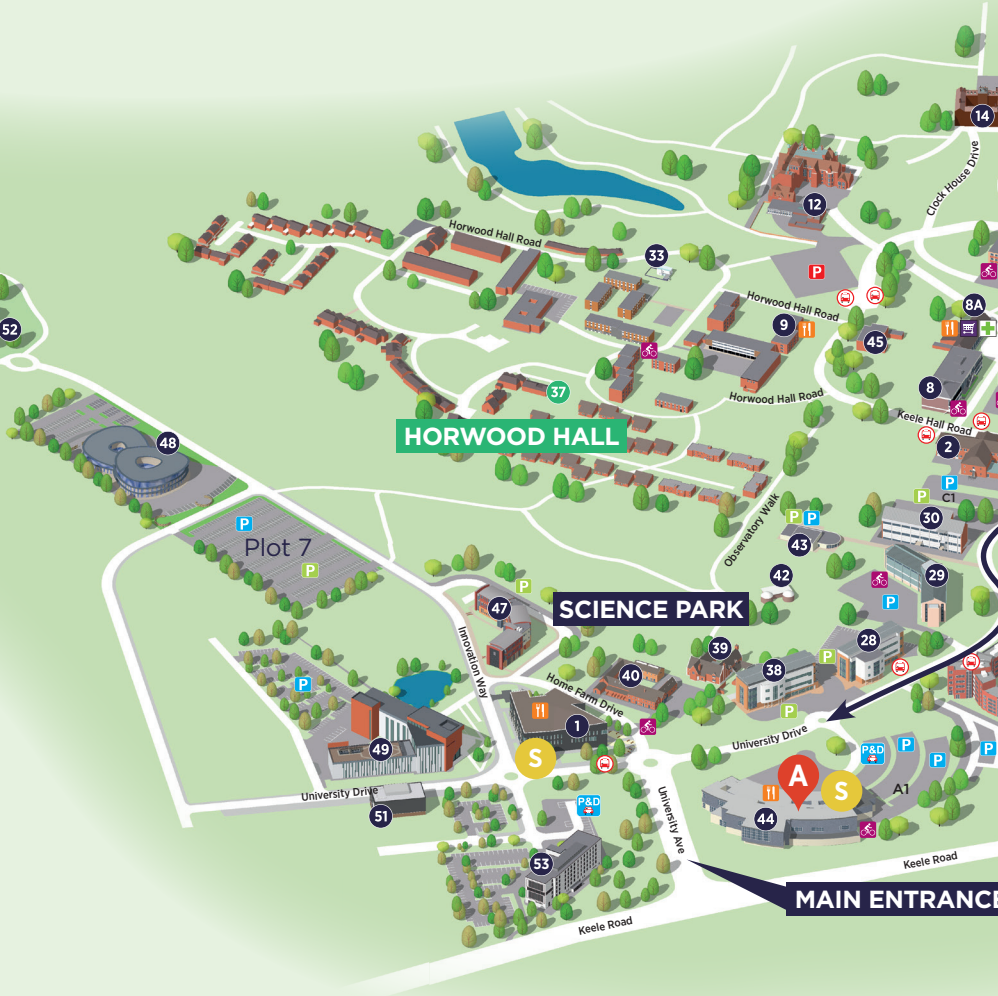 14
Clock House Drive
12
Horwood Hall Road
33
P
52
Horwood Hall Road
8A
9
45
37
8
Horwood Hall Road
Keele Hall Road
HORWOOD HALL
48
2
P
P
C1
P
Plot 7
P
P
P
30
43
Observatory Walk
P
42
29
P
P
47
SCIENCE PARK
Innovation Way
28
39
P
38
40
P
Home Farm Drive
P
1
University Drive
49
S
P&D
P
P
P
A
S
A1
University Drive
51
P&D
University Ave
44
53
Keele Road
MAIN ENTRANCE
Keele Road